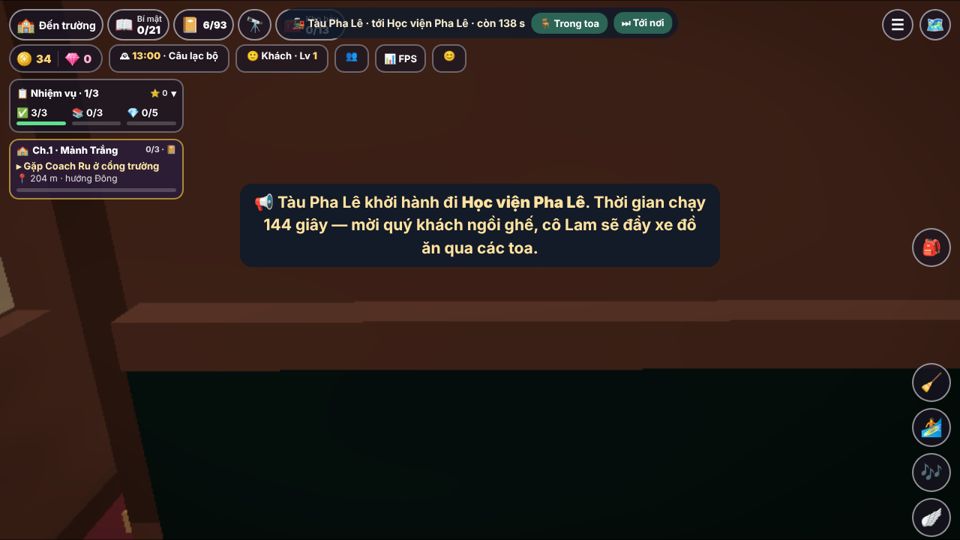 Đến trường
Bí mật
0/21
6/93
0/13
Tàu Pha Lê · tới Học viện Pha Lê · còn 138 s
Trong toa
Tới nơi
34
0
13:00 · Câu lạc bộ
Khách · Lv 1
FPS
Nhiệm vụ · 1/3
0 ▾
3/3
0/3
0/5
Ch.1 · Mảnh Trắng
0/3 ·
▸ Gặp Coach Ru ở cổng trường
204 m · hướng Đông
Tàu Pha Lê khởi hành đi Học viện Pha Lê. Thời gian chạy
144 giây — mời quý khách ngồi ghế, cô Lam sẽ đẩy xe đồ
ăn qua các toa.